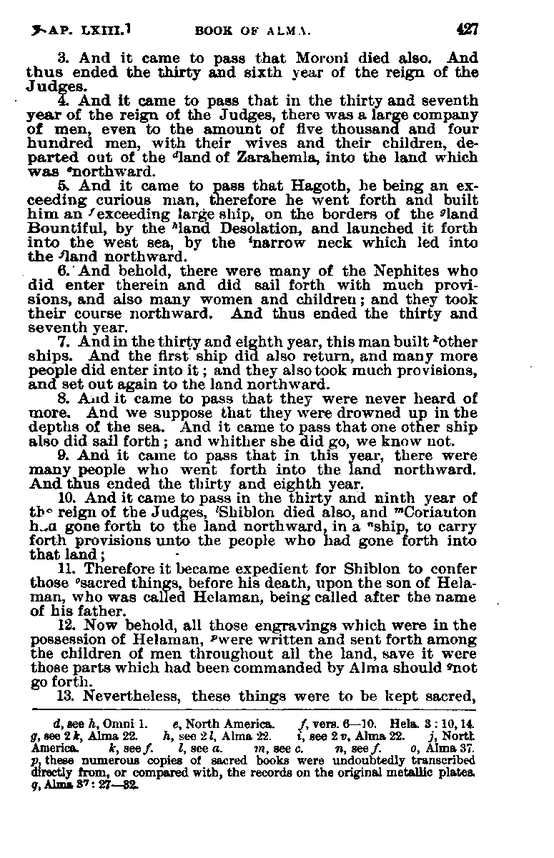 AP. LXIII.] BOOK OF ALMA. 427
3. And it came to pass that Moroni died also. And
thus ended the thirty and sixth year of the reign of the
Judges.
4. And it came to pass that in the thirty and seventh
year of the reign of the Judges, there was a large company
of men, even to the amount of five thousand and four
hundred men, with their wives and their children, de-
parted out of the ᵈland of Zarahemla, into the land which
was ᵉnorthward.
5. And it came to pass that Hagoth, he being an ex-
ceeding curious man, therefore he went forth and built
him an ᶠexceeding large ship, on the borders of the ᵍland
Bountiful, by the ʰland Desolation, and launched it forth
into the west sea, by the ⁱnarrow neck which led into
the ʲland northward.
6. And behold, there were many of the Nephites who
did enter therein and did sail forth with much provi-
sions, and also many women and children; and they took
their course northward. And thus ended the thirty and
seventh year.
7. And in the thirty and eighth year, this man built ᵏother
ships. And the first ship did also return, and many more
people did enter into it; and they also took much provisions,
and set out again to the land northward.
8. And it came to pass that they were never heard of
more. And we suppose that they were drowned up in the
depths of the sea. And it came to pass that one other ship
also did sail forth; and whither she did go, we know not.
9. And it came to pass that in this year, there were
many people who went forth into the land northward.
And thus ended the thirty and eighth year.
10. And it came to pass in the thirty and ninth year of
the reign of the Judges, ˡShiblon died also, and ᵐCorianton
had gone forth to the land northward, in a ⁿship, to carry
forth provisions unto the people who had gone forth into
that land;
11. Therefore it became expedient for Shiblon to confer
those ᵒsacred things, before his death, upon the son of Hela-
man, who was called Helaman, being called after the name
of his father.
12. Now behold, all those engravings which were in the
possession of Helaman, ᵖwere written and sent forth among
the children of men throughout all the land, save it were
those parts which had been commanded by Alma should qnot
go forth.
13. Nevertheless, these things were to be kept sacred,
d, see h, Omni 1. e, North America. f, vers. 6—10. Hela. 3:10, 14.
g, see 2 k, Alma 22. h, see 2 l, Alma 22. i, see 2 v, Alma 22. j, North
America. k, see f. l, see a. m, see c. n, see f. o, Alma 37.
p, these numerous copies of sacred books were undoubtedly transcribed
directly from, or compared with, the records on the original metallic plates.
q, Alma 37: 27—32.